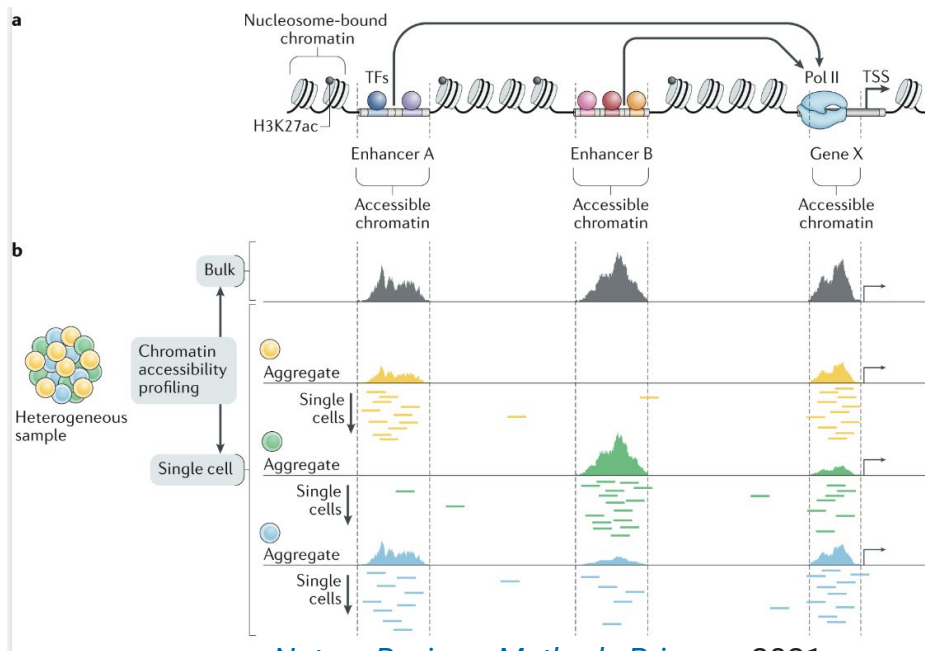 a
Nucleosome-bound
chromatin
TFs
Pol II
TSS
H3K27ac
Enhancer A
Enhancer B
Gene X
Accessible
chromatin
Accessible
chromatin
Accessible
chromatin
b
Bulk
Chromatin
accessibility
profiling
Heterogeneous
sample
Single cell
Aggregate
Single
cells
Aggregate
Single
cells
Aggregate
Single
cells